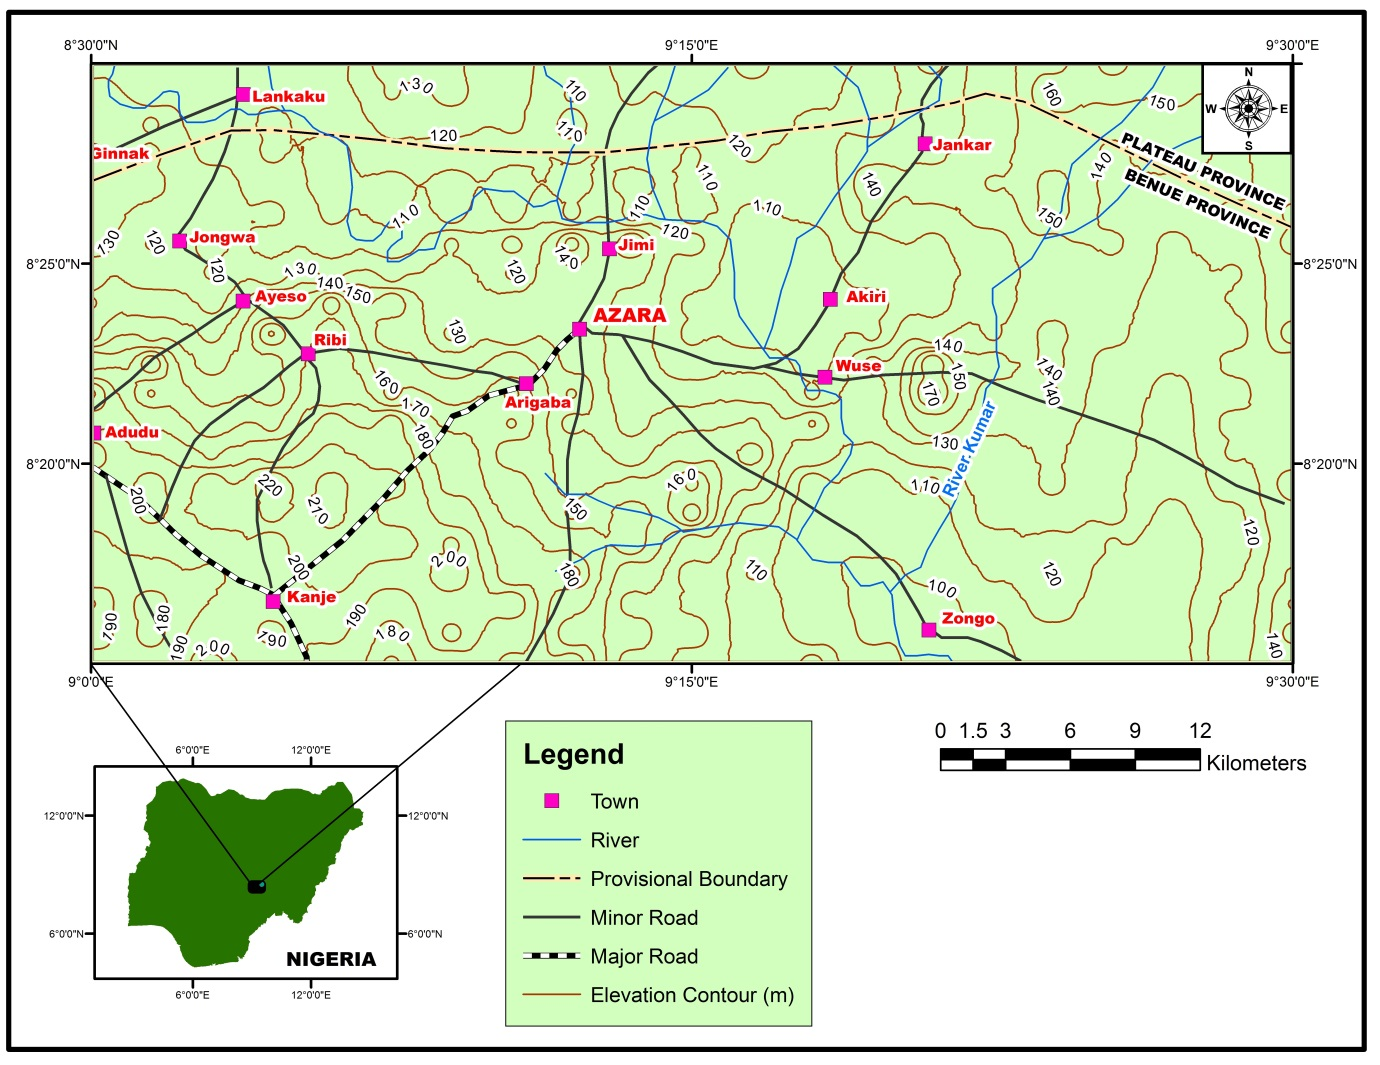 8°30'0"N
9°15'0"E
9°30'0"E
130
110
160
150
N
W
E
S
Lankaku
110
120
120
Jankar
PLATEAU PROVINCE
Ginnak
140
BENUE PROVINCE
110
140
110
110
110
150
130
120
Jongwa
120
Jimi
140
8°25'0"N
8°25'0"N
120
130
120
140
150
Ayeso
Akiri
AZARA
130
Ribi
140
Wuse
140
150
160
140
170
170
Arigaba
Adudu
180
130
River Kumar
8°20'0"N
8°20'0"N
160
220
110
200
210
150
120
200
200
180
110
120
100
Kanje
190
180
190
Zongo
190
180
190
200
140
9°0'0"E
9°15'0"E
9°30'0"E
0 1.5 3 6 9 12
Kilometers
6°0'0"E
12°0'0"E
12°0'0"N
12°0'0"N
6°0'0"N
6°0'0"N
NIGERIA
6°0'0"E
12°0'0"E
Legend
Town
River
Provisional Boundary
Minor Road
Major Road
Elevation Contour (m)